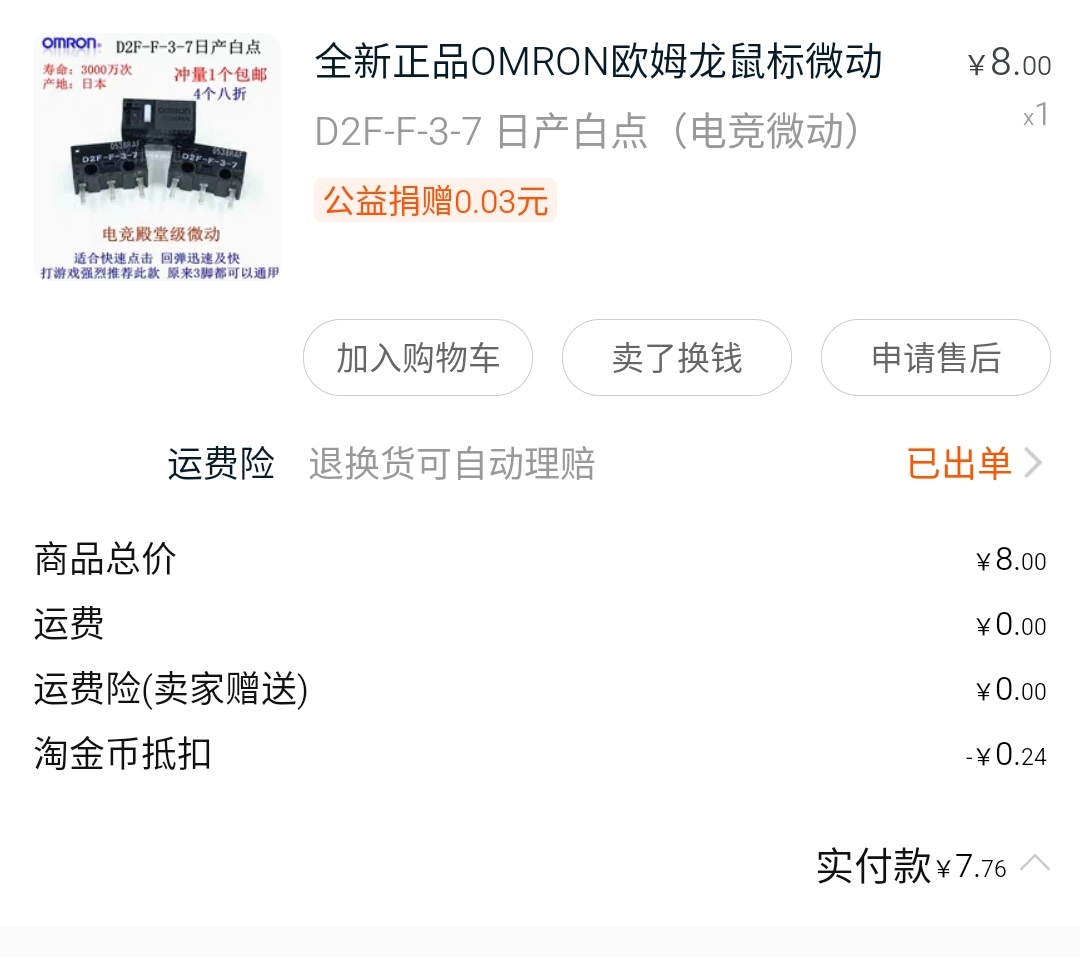 OMRON D2F-F-3-7日产白点
寿命：3000万次
产地：日本
冲量1个包邮
4个八折
omron
D2F-F-3-7
D2F-F-3-7
电竞殿堂级微动
适合快速点击 回弹迅速及快
打游戏强烈推荐此款 原来3脚都可以通用
全新正品OMRON欧姆龙鼠标微动
¥8.00
D2F-F-3-7 日产白点（电竞微动）
x1
公益捐赠0.03元
加入购物车
卖了换钱
申请售后
运费险 退换货可自动理赔 已出单
商品总价 ¥8.00
运费 ¥0.00
运费险(卖家赠送) ¥0.00
淘金币抵扣 -¥0.24
实付款¥7.76